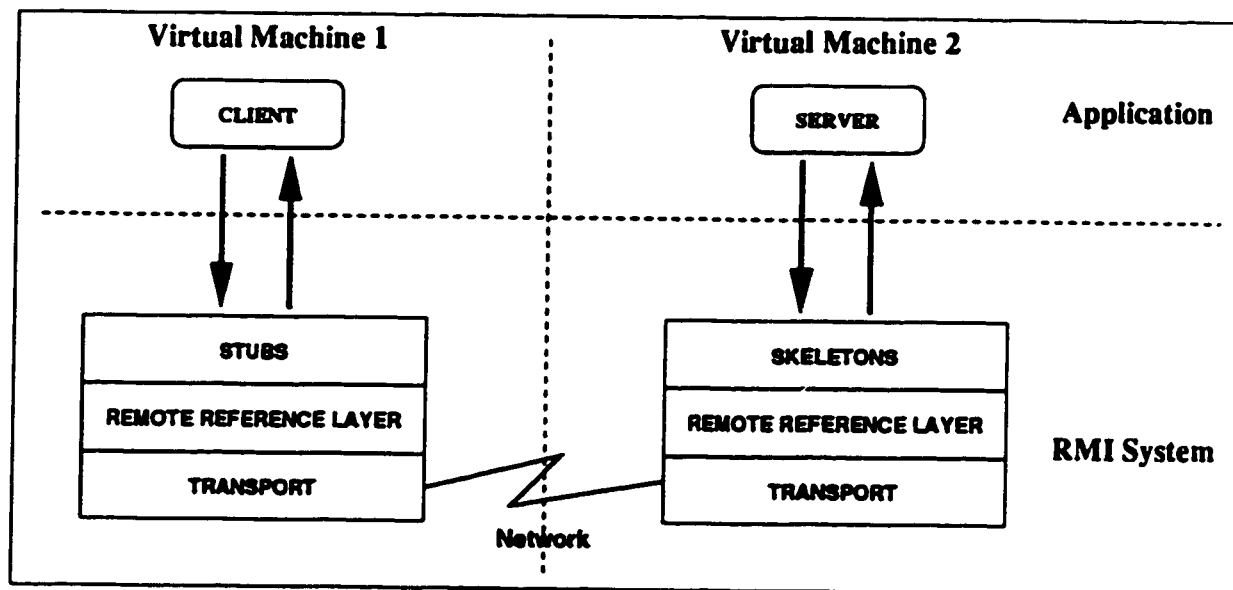 Virtual Machine 1
Virtual Machine 2
CLIENT
SERVER
Application
STUBS
SKELETONS
REMOTE REFERENCE LAYER
REMOTE REFERENCE LAYER
RMI System
TRANSPORT
TRANSPORT
Network